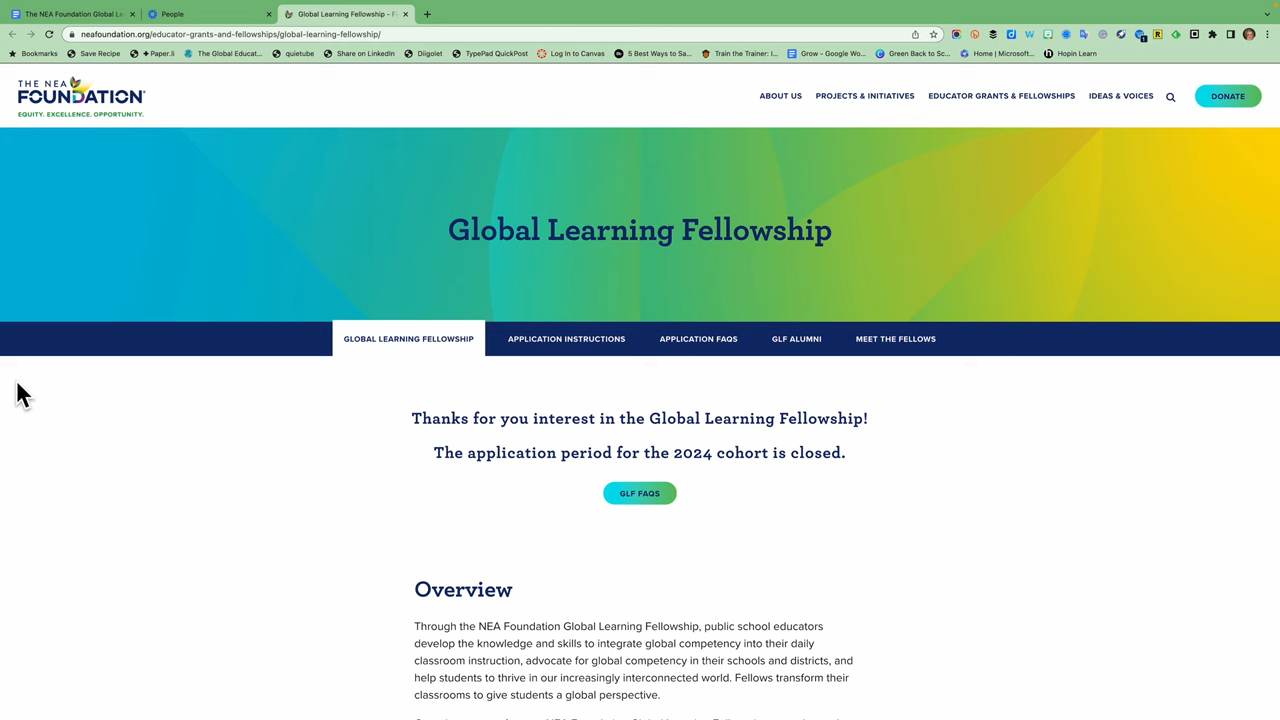 The NEA Foundation Global Le
People
Global Learning Fellowship - F
neafoundation.org/educator-grants-and-fellowships/global-learning-fellowship/
Bookmarks
Save Recipe
+ Paper.li
The Global Educat...
quietube
Share on LinkedIn
Diigolet
TypePad QuickPost
Log In to Canvas
5 Best Ways to Sa...
Train the Trainer: I...
Grow - Google Wo...
Green Back to Sc...
Home | Microsoft...
Hopin Learn
THE NEA
FOUNDATION
EQUITY. EXCELLENCE. OPPORTUNITY.
ABOUT US
PROJECTS & INITIATIVES
EDUCATOR GRANTS & FELLOWSHIPS
IDEAS & VOICES
DONATE
Global Learning Fellowship
GLOBAL LEARNING FELLOWSHIP
APPLICATION INSTRUCTIONS
APPLICATION FAQS
GLF ALUMNI
MEET THE FELLOWS
Thanks for you interest in the Global Learning Fellowship!
The application period for the 2024 cohort is closed.
GLF FAQS
Overview
Through the NEA Foundation Global Learning Fellowship, public school educators
develop the knowledge and skills to integrate global competency into their daily
classroom instruction, advocate for global competency in their schools and districts, and
help students to thrive in our increasingly interconnected world. Fellows transform their
classrooms to give students a global perspective.